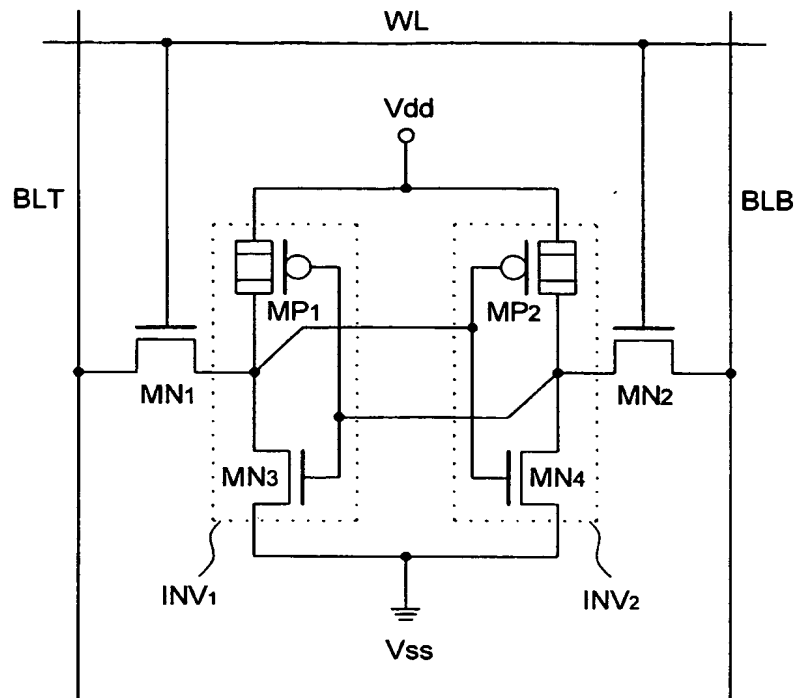 WL
Vdd
BLT
BLB
MP1
MP2
MN1
MN2
MN3
MN4
INV1
INV2
Vss